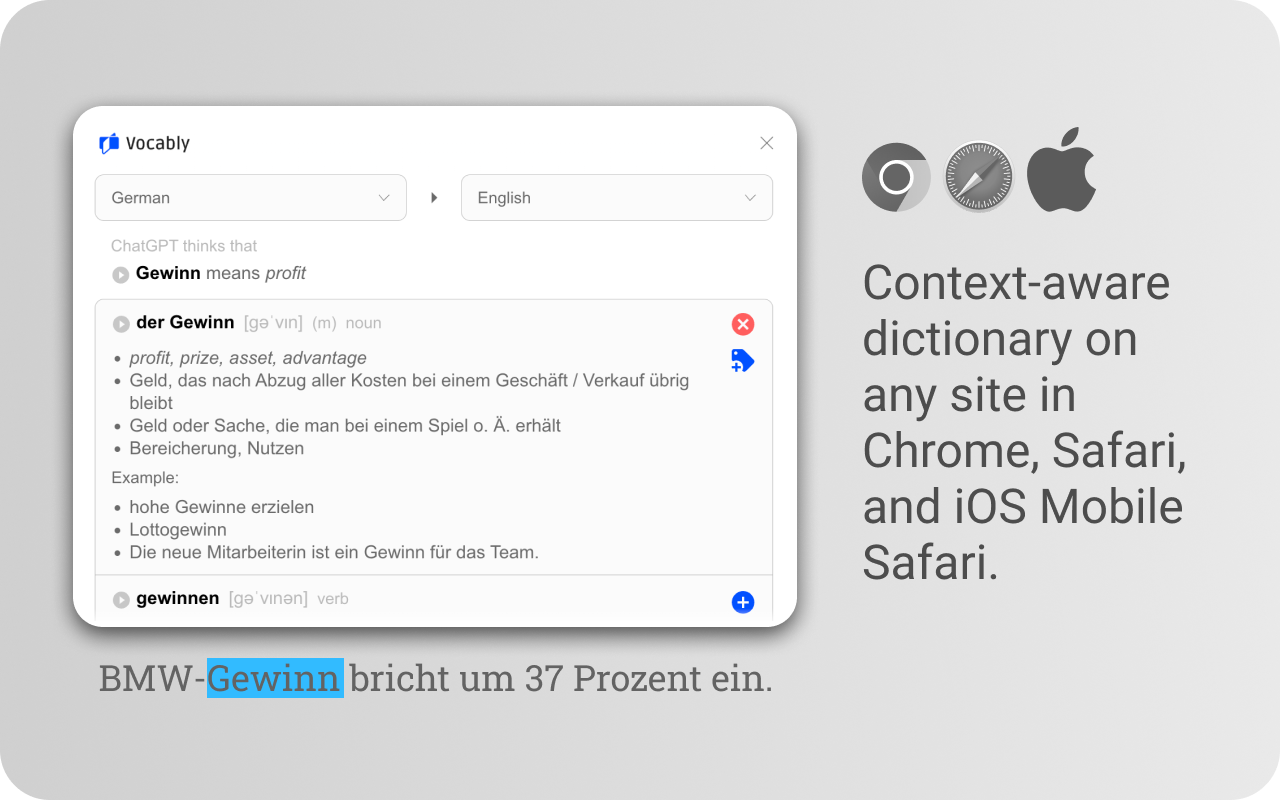 Vocably
German
English
ChatGPT thinks that
Gewinn means profit
der Gewinn [ɡəˈvɪn] (m) noun
profit, prize, asset, advantage
Geld, das nach Abzug aller Kosten bei einem Geschäft / Verkauf übrig
bleibt
Geld oder Sache, die man bei einem Spiel o. Ä. erhält
Bereicherung, Nutzen
Example:
hohe Gewinne erzielen
Lottogewinn
Die neue Mitarbeiterin ist ein Gewinn für das Team.
gewinnen [ɡəˈvɪnən] verb
BMW-Gewinn bricht um 37 Prozent ein.
Context-aware
dictionary on
any site in
Chrome, Safari,
and iOS Mobile
Safari.